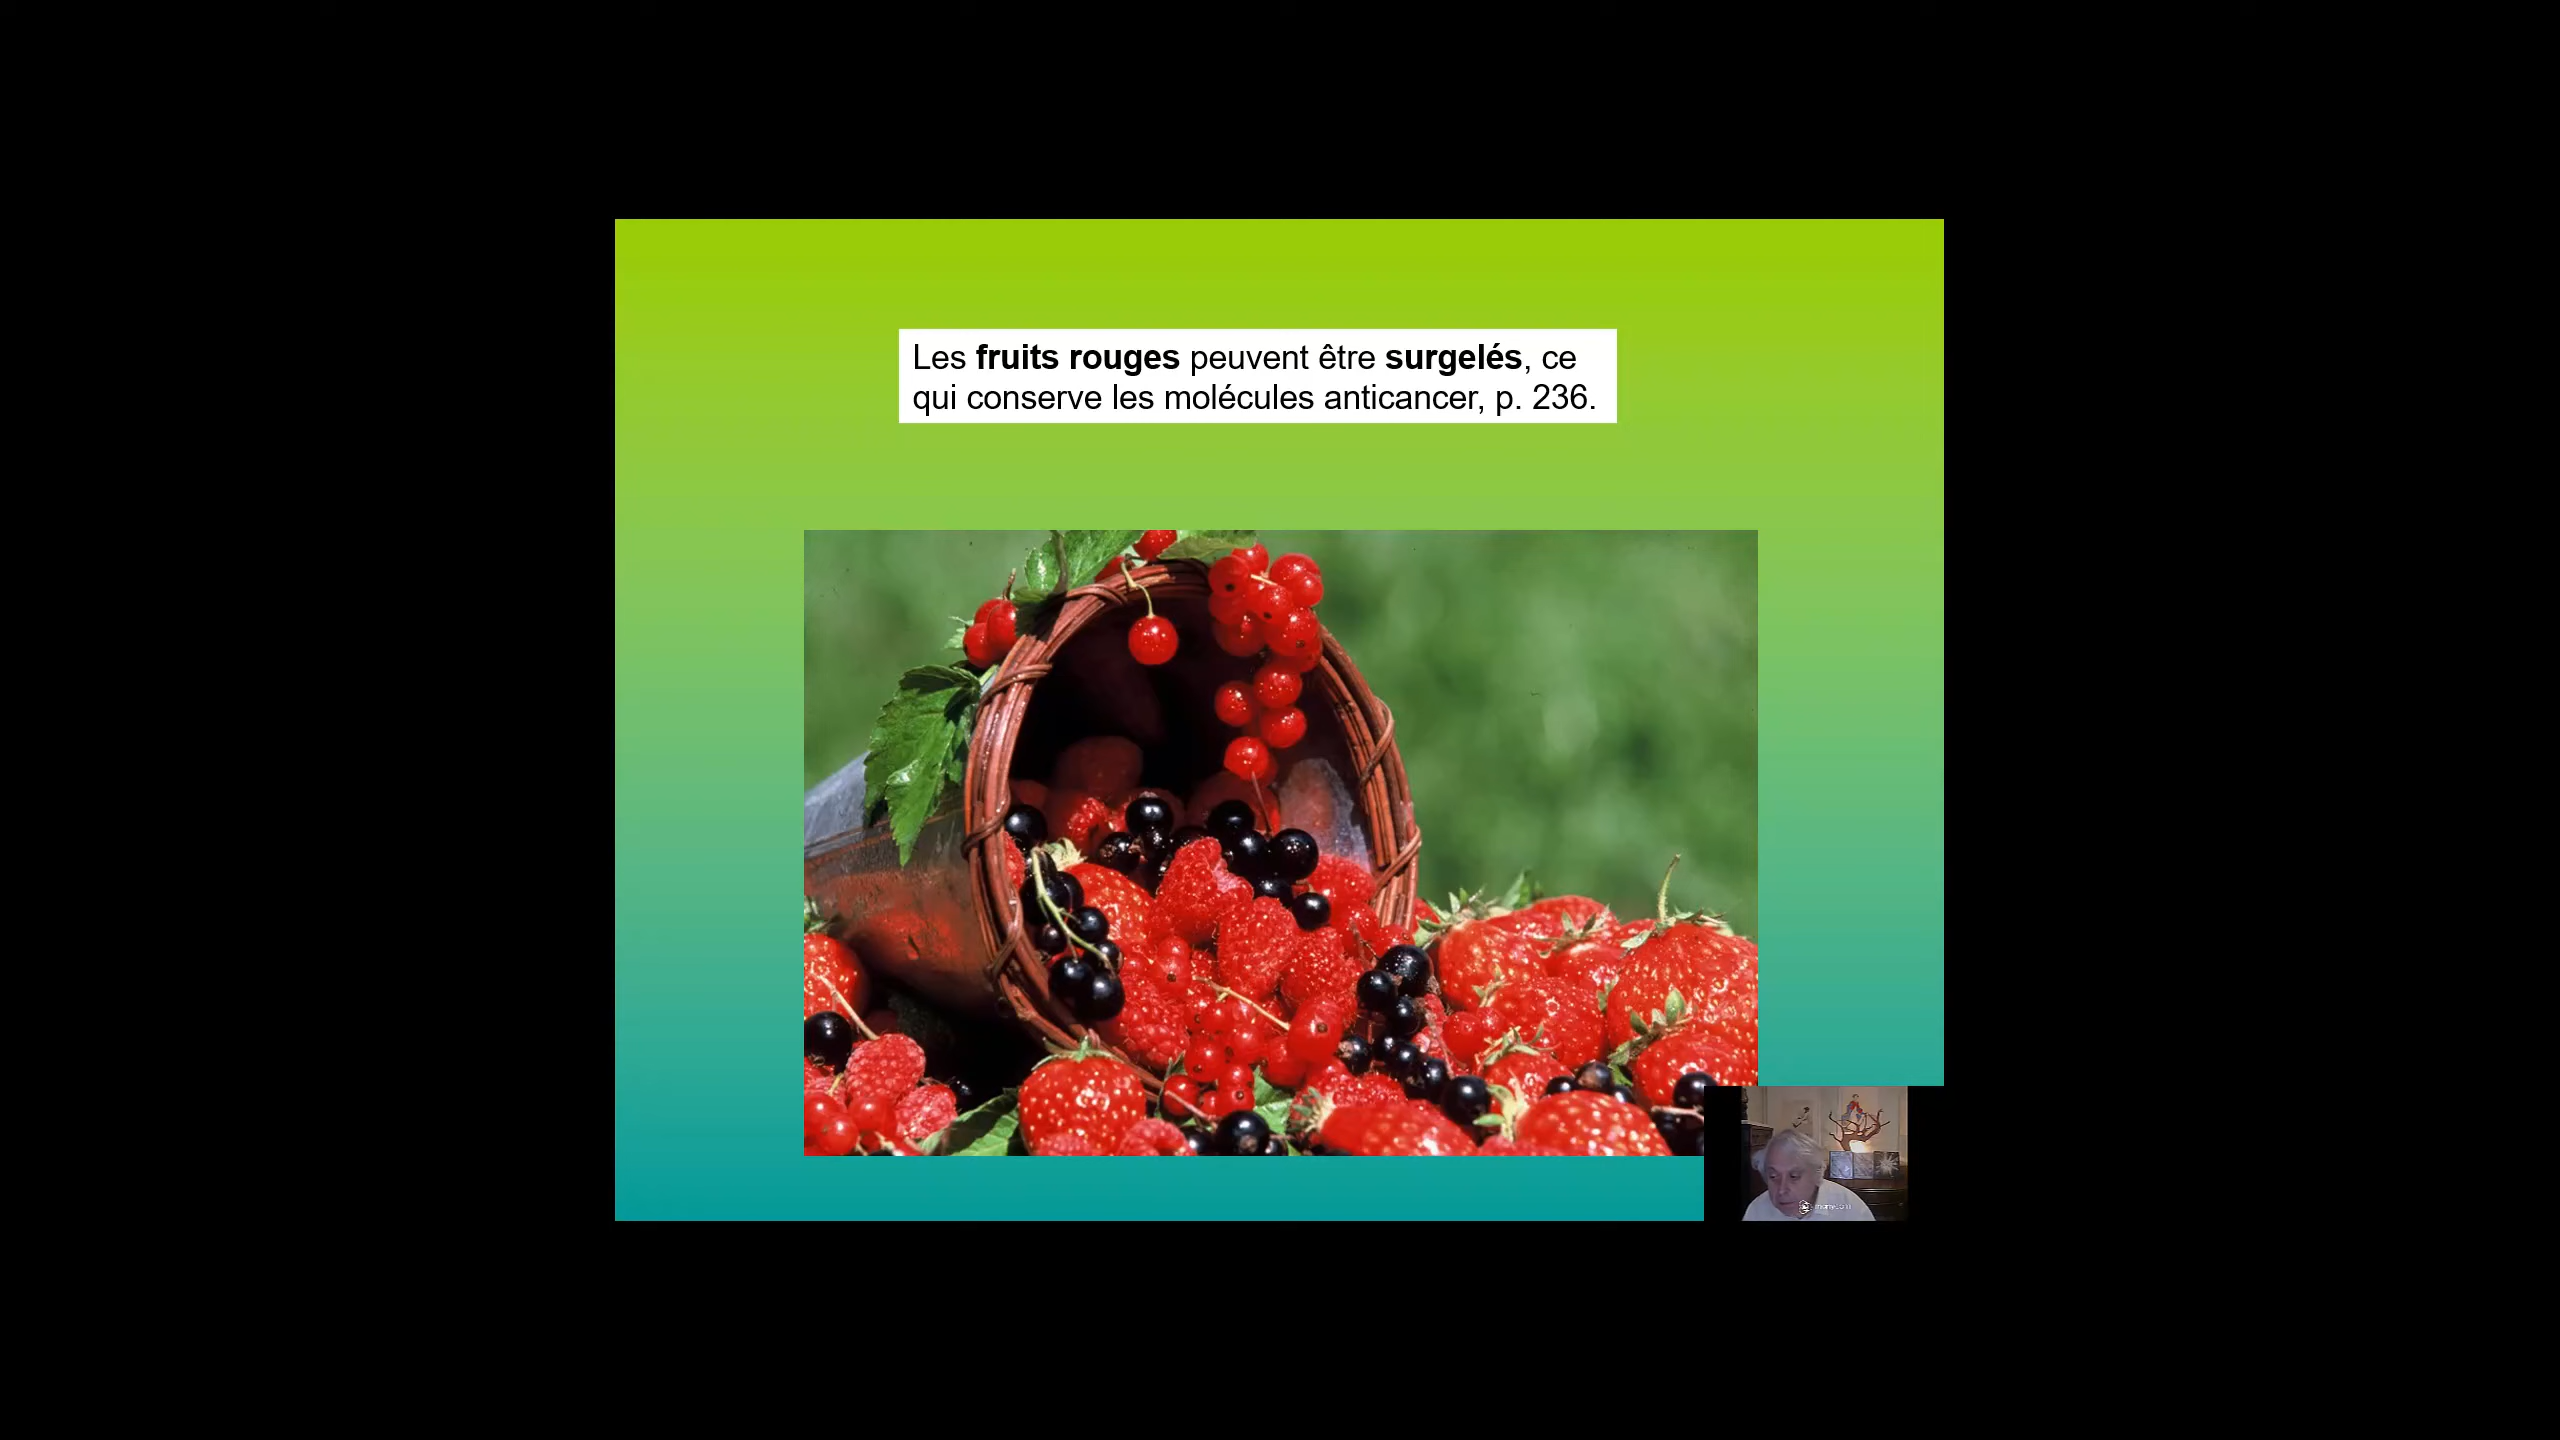 Les fruits rouges peuvent être surgelés, ce
qui conserve les molécules anticancer, p. 236.